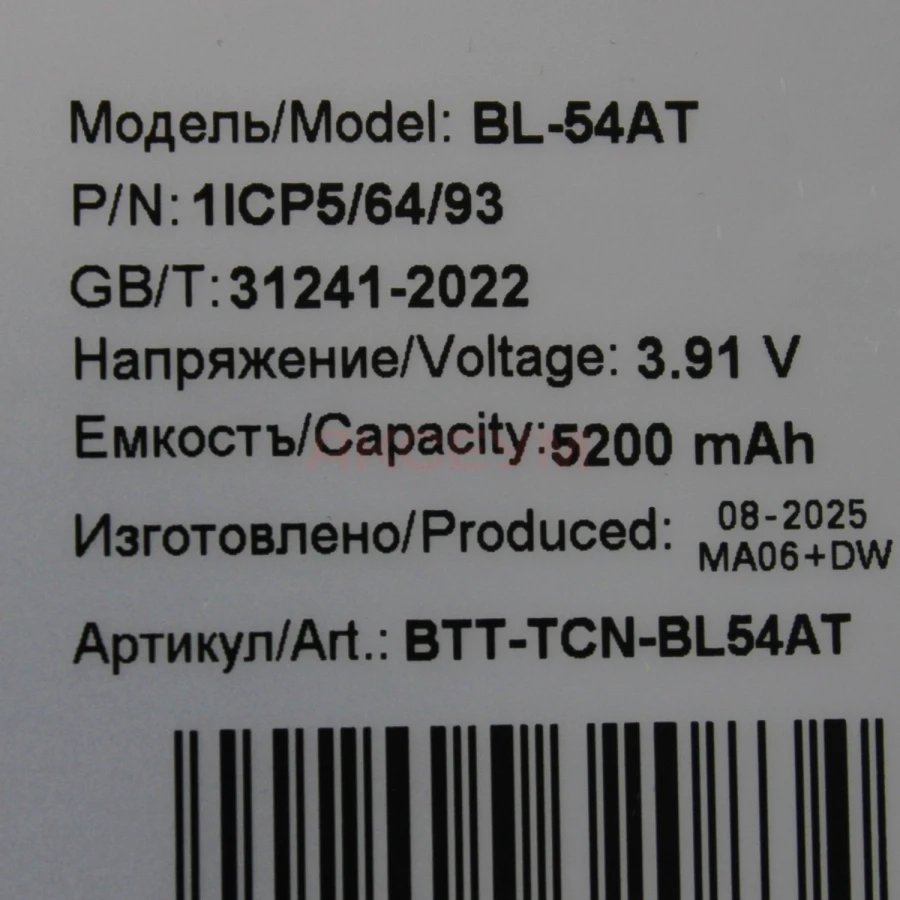 Модель/Model: BL-54AT
P/N: 1ICP5/64/93
GB/T: 31241-2022
Напряжение/Voltage: 3.91 V
Емкостъ/Capacity:5200 mAh
Изготовлено/Produced: 08-2025
MA06+DW
Артикул/Art.: BTT-TCN-BL54AT